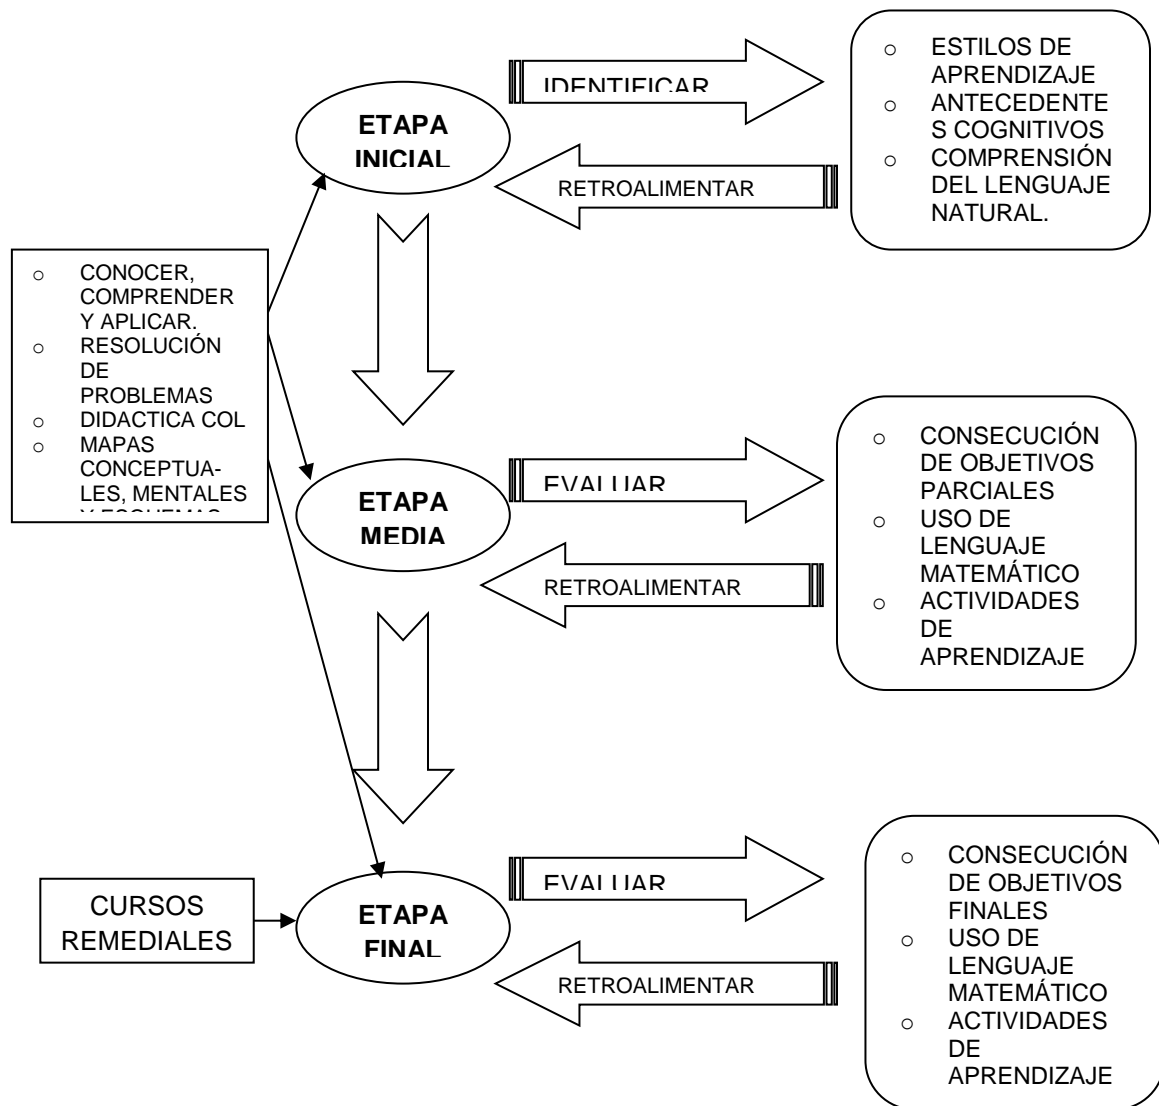 IDENTIFICAR
ETAPA
INICIAL
RETROALIMENTAR
○ ESTILOS DE
APRENDIZAJE
○ ANTECEDENTE
S COGNITIVOS
○ COMPRENSIÓN
DEL LENGUAJE
NATURAL.
○ CONOCER,
COMPRENDER
Y APLICAR.
○ RESOLUCIÓN
DE
PROBLEMAS
○ DIDACTICA COL
○ MAPAS
CONCEPTUA-
LES, MENTALES
Y ESQUEMAS
EVALUAR
ETAPA
MEDIA
RETROALIMENTAR
○ CONSECUCIÓN
DE OBJETIVOS
PARCIALES
○ USO DE
LENGUAJE
MATEMÁTICO
○ ACTIVIDADES
DE
APRENDIZAJE
CURSOS
REMEDIALES
EVALUAR
ETAPA
FINAL
RETROALIMENTAR
○ CONSECUCIÓN
DE OBJETIVOS
FINALES
○ USO DE
LENGUAJE
MATEMÁTICO
○ ACTIVIDADES
DE
APRENDIZAJE